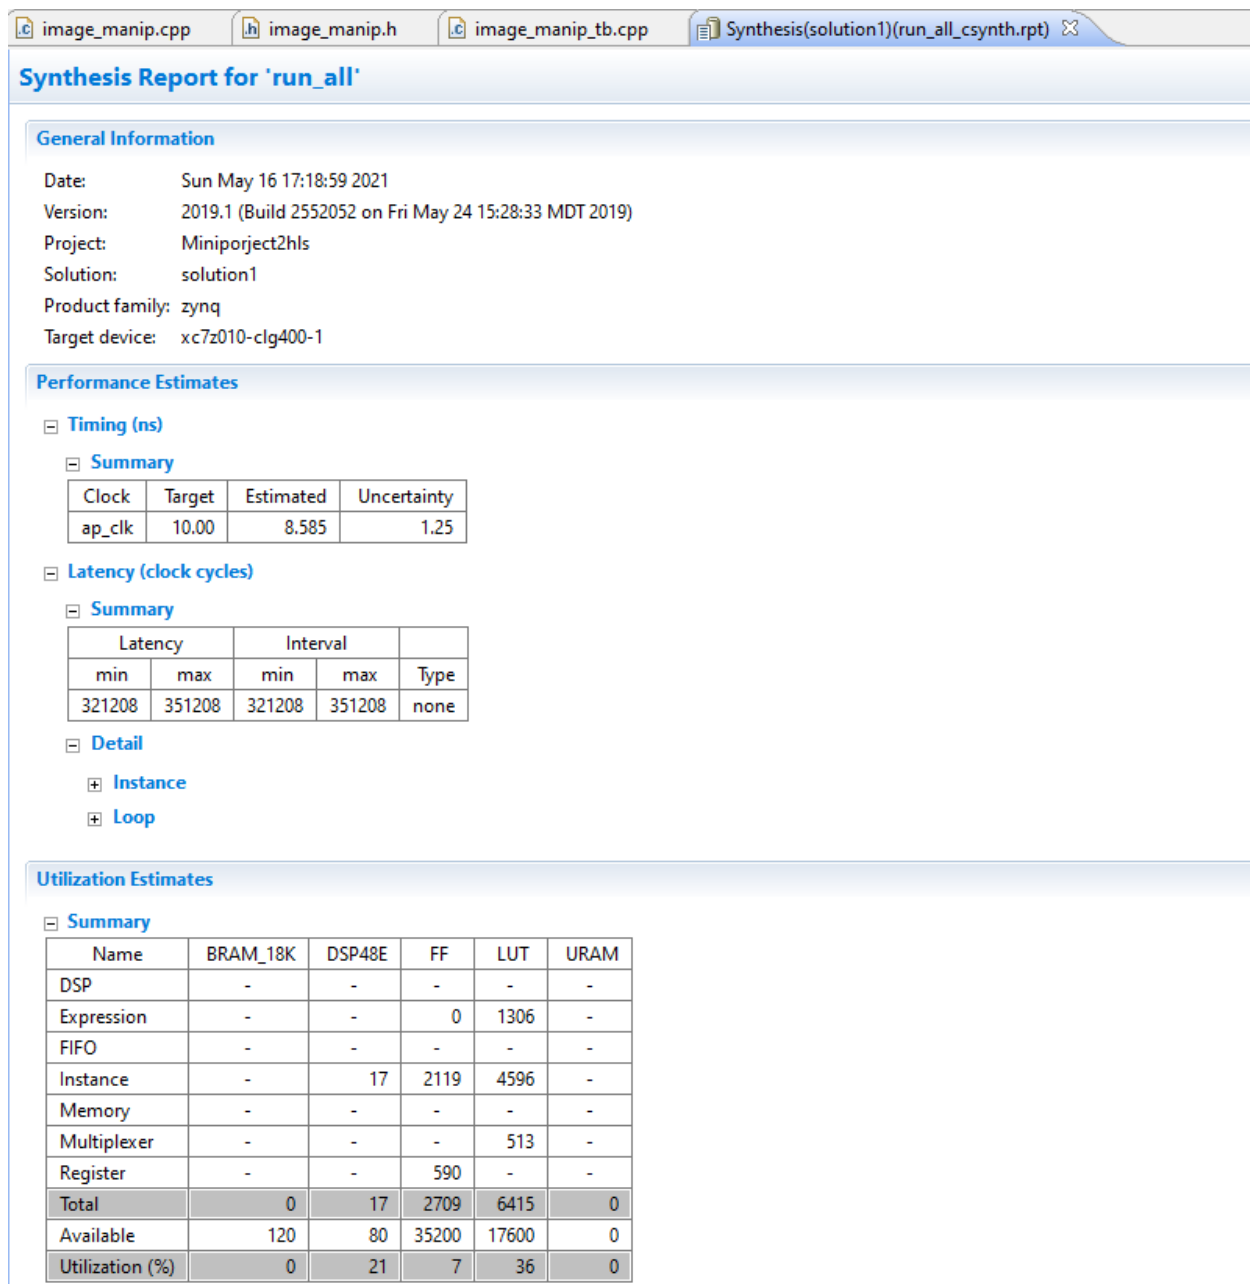 image_manip.cpp image_manip.h image_manip_tb.cpp Synthesis(solution1)(run_all_csynth.rpt)
Synthesis Report for 'run_all'
General Information
Date: Sun May 16 17:18:59 2021
Version: 2019.1 (Build 2552052 on Fri May 24 15:28:33 MDT 2019)
Project: Miniporject2hls
Solution: solution1
Product family: zynq
Target device: xc7z010-clg400-1
Performance Estimates
Timing (ns)
Summary
Clock Target Estimated Uncertainty
ap_clk 10.00 8.585 1.25
Latency (clock cycles)
Summary
Latency Interval
min max min max Type
321208 351208 321208 351208 none
Detail
Instance
Loop
Utilization Estimates
Summary
Name BRAM_18K DSP48E FF LUT URAM
DSP - - - - -
Expression - - 0 1306 -
FIFO - - - - -
Instance - 17 2119 4596 -
Memory - - - - -
Multiplexer - - - 513 -
Register - - 590 - -
Total 0 17 2709 6415 0
Available 120 80 35200 17600 0
Utilization (%) 0 21 7 36 0